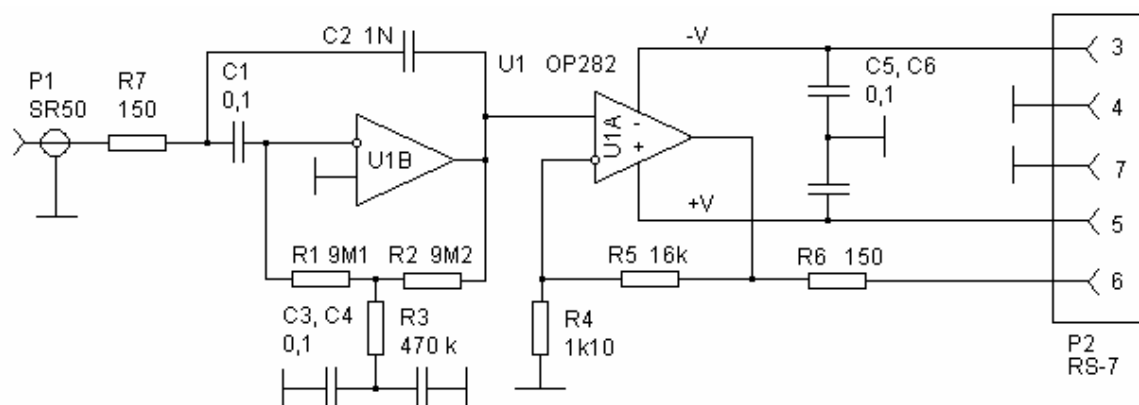 C2 1N
P1
SR50
R7
150
C1
0,1
U1 OP282
U1B
U1A
-
+
-V
+V
C5, C6
0,1
3
4
7
5
6
R1 9M1
R2 9M2
R5 16k
R6 150
C3, C4
0,1
R3
470 k
R4
1k10
P2
RS-7